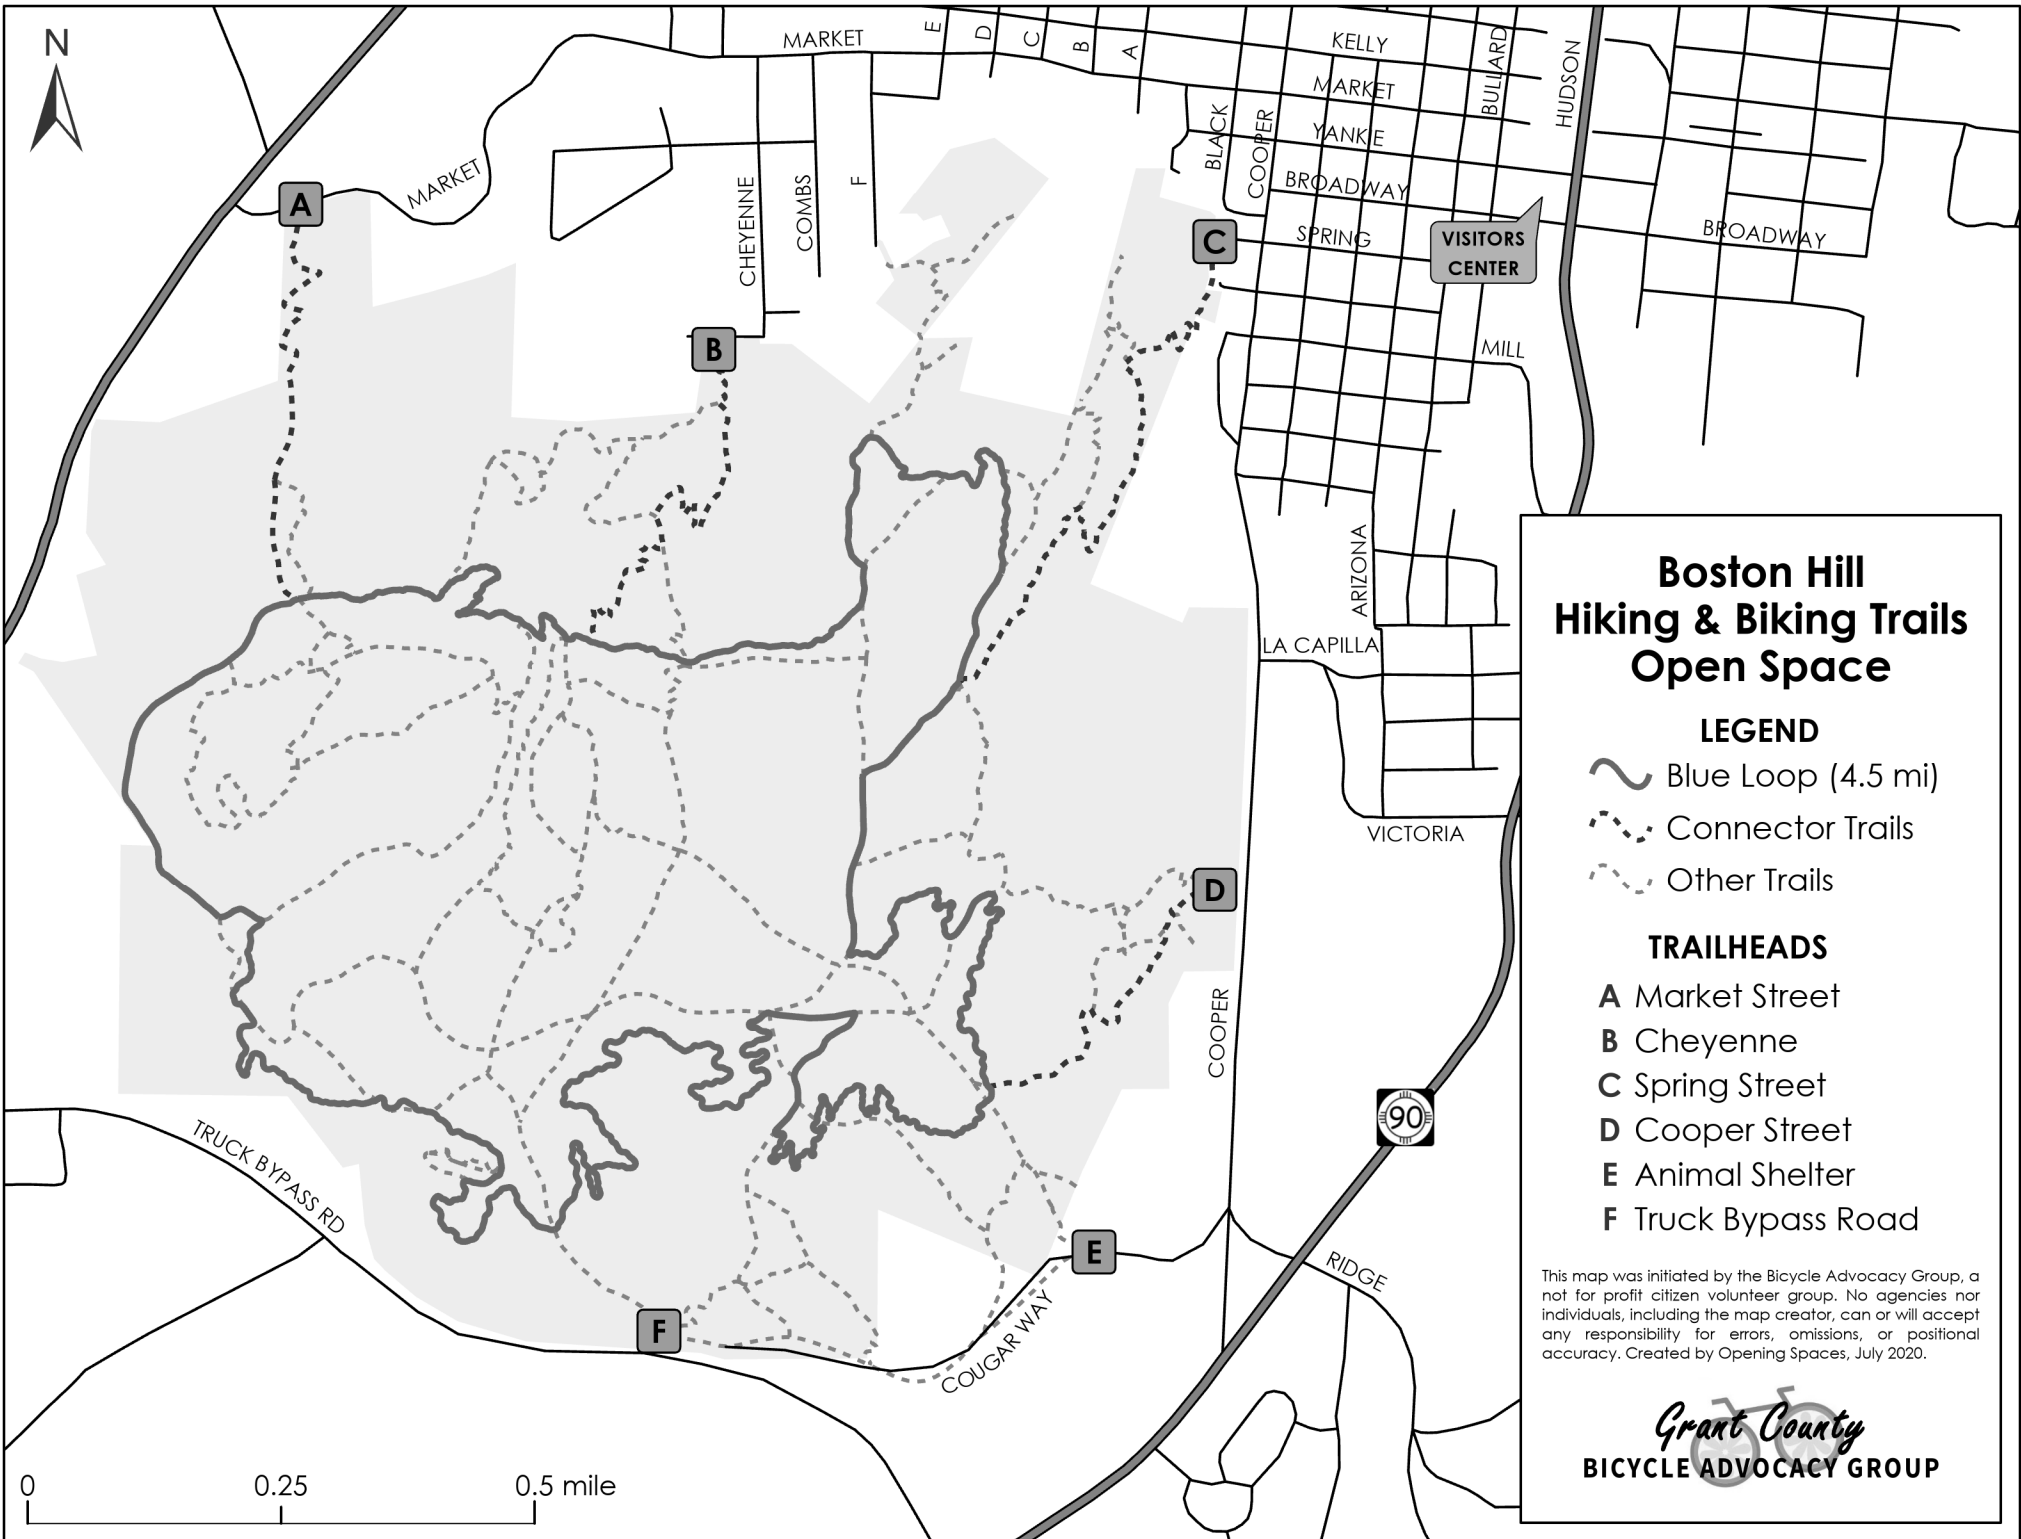 N
MARKET
E
D
C
B
A
KELLY
MARKET
YANKIE
BROADWAY
SPRING
BULLARD
HUDSON
BLACK
COOPER
BROADWAY
VISITORS
CENTER
MILL
MARKET
CHEYENNE
COMBS
F
A
B
C
ARIZONA
LA CAPILLA
VICTORIA
D
COOPER
90
TRUCK BYPASS RD
E
F
COUGAR WAY
RIDGE
0
0.25
0.5 mile
Boston Hill
Hiking & Biking Trails
Open Space
LEGEND
Blue Loop (4.5 mi)
Connector Trails
Other Trails
TRAILHEADS
A Market Street
B Cheyenne
C Spring Street
D Cooper Street
E Animal Shelter
F Truck Bypass Road
This map was initiated by the Bicycle Advocacy Group, a
not for profit citizen volunteer group. No agencies nor
individuals, including the map creator, can or will accept
any responsibility for errors, omissions, or positional
accuracy. Created by Opening Spaces, July 2020.
Grant County
BICYCLE ADVOCACY GROUP